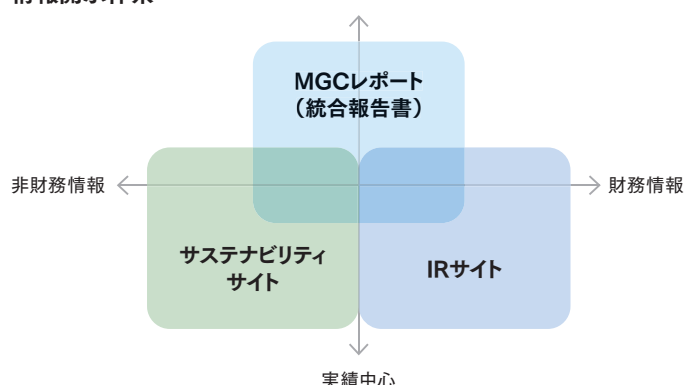 MGCレポート
（統合報告書）
非財務情報
財務情報
サステナビリティ
サイト
IRサイト
実績中心